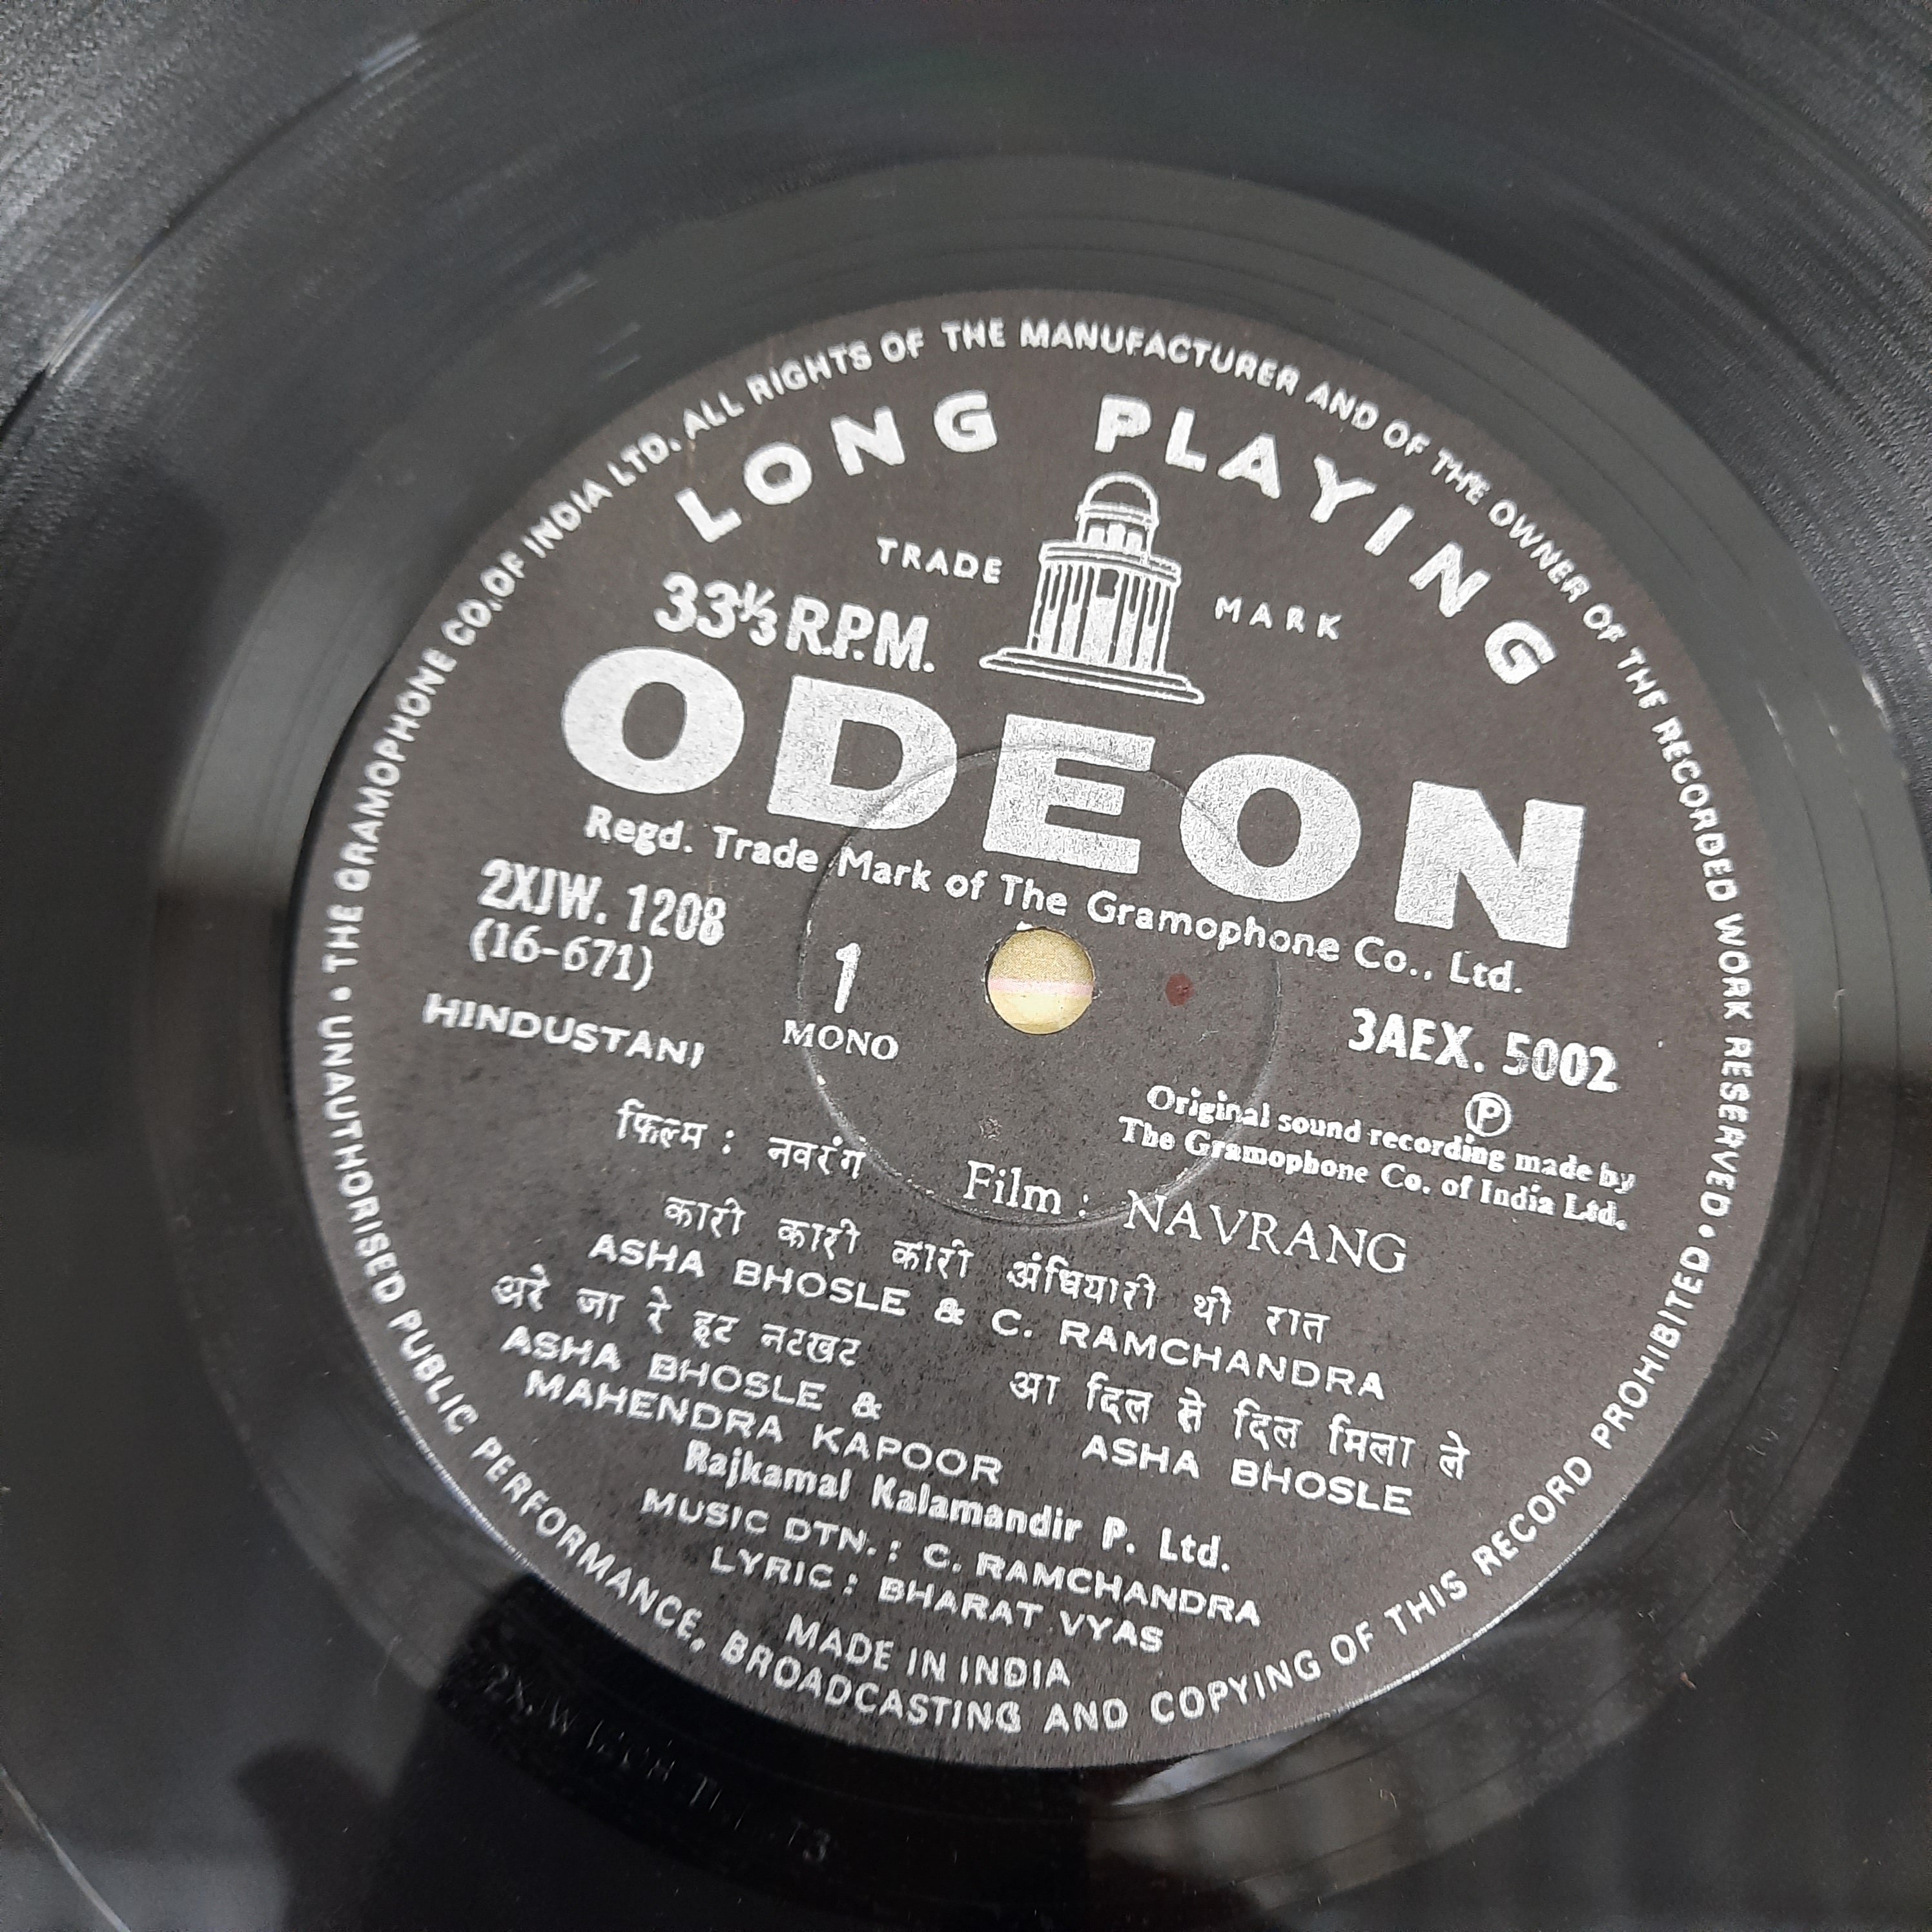 THE GRAMOPHONE CO. OF INDIA LTD. ALL RIGHTS OF THE MANUFACTURER AND OF THE OWNER OF THE RECORDED WORK RESERVED • UNAUTHORISED PUBLIC PERFORMANCE, BROADCASTING AND COPYING OF THIS RECORD PROHIBITED •
LONG PLAYING
TRADE MARK
33⅓ R.P.M.
ODEON
Regd. Trade Mark of The Gramophone Co., Ltd.
2XJW. 1208
(16-671)
1
MONO
HINDUSTANI
3AEX. 5002
Ⓟ
Original sound recording made by
The Gramophone Co. of India Ltd.
फिल्म : नवरंग Film : NAVRANG
कारी कारी कारी अंधियारी थी रात
ASHA BHOSLE & C. RAMCHANDRA
अरे जा रे हट नटखट
ASHA BHOSLE &
MAHENDRA KAPOOR
आ दिल से दिल मिला ले
ASHA BHOSLE
Rajkamal Kalamandir P. Ltd.
MUSIC DTN.: C. RAMCHANDRA
LYRIC: BHARAT VYAS
MADE IN INDIA
2XJW 1208